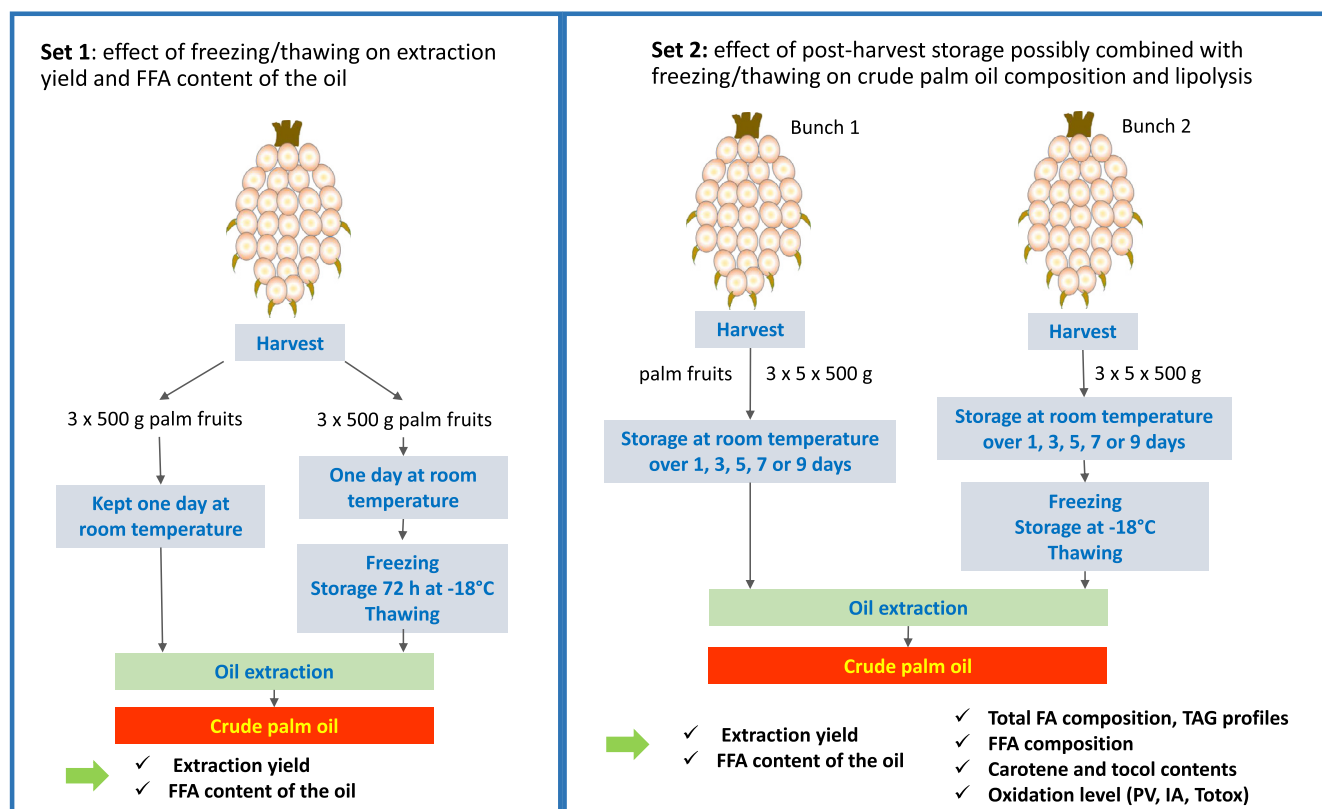 Set 1: effect of freezing/thawing on extraction
yield and FFA content of the oil
Harvest
3 x 500 g palm fruits
3 x 500 g palm fruits
Kept one day at
room temperature
One day at room
temperature
Freezing
Storage 72 h at -18°C
Thawing
Oil extraction
Crude palm oil
✓ Extraction yield
✓ FFA content of the oil
Set 2: effect of post-harvest storage possibly combined with
freezing/thawing on crude palm oil composition and lipolysis
Bunch 1
Bunch 2
Harvest
Harvest
palm fruits
3 x 5 x 500 g
3 x 5 x 500 g
Storage at room temperature
over 1, 3, 5, 7 or 9 days
Storage at room temperature
over 1, 3, 5, 7 or 9 days
Freezing
Storage at -18°C
Thawing
Oil extraction
Crude palm oil
✓ Extraction yield
✓ FFA content of the oil
✓ Total FA composition, TAG profiles
✓ FFA composition
✓ Carotene and tocol contents
✓ Oxidation level (PV, IA, Totox)